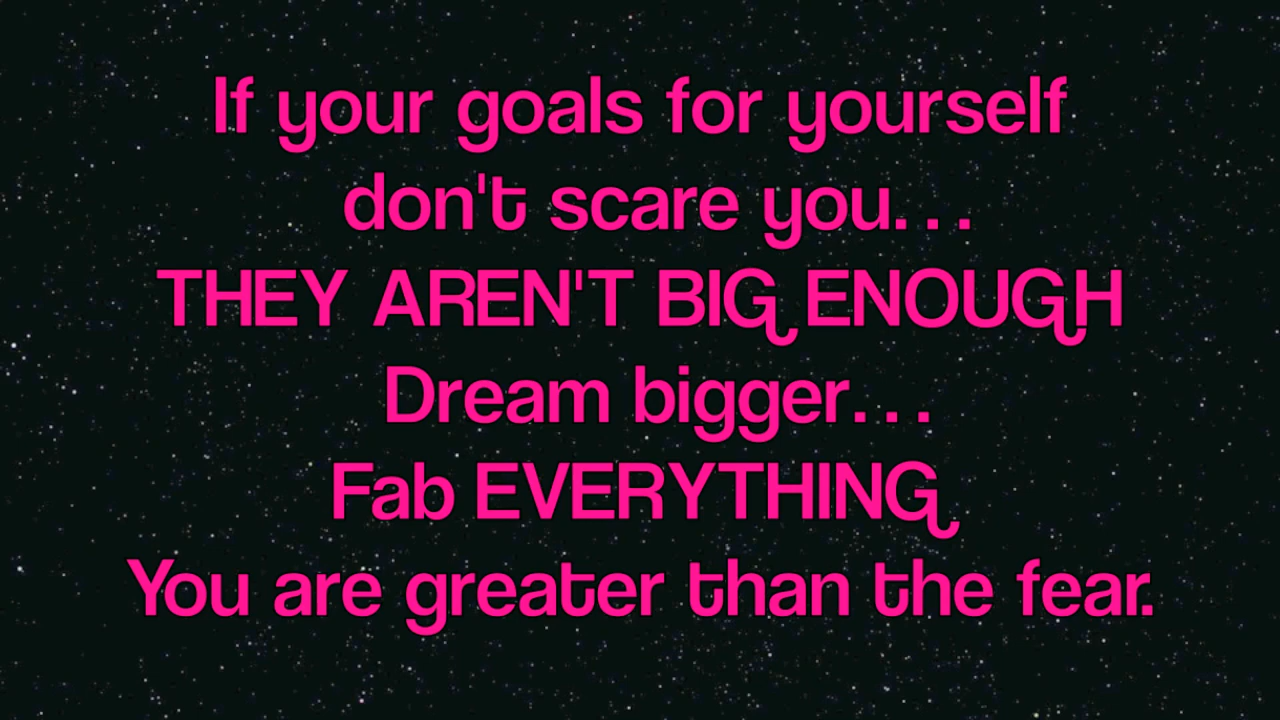 If your goals for yourself
don't scare you...
THEY AREN'T BIG ENOUGH
Dream bigger...
Fab EVERYTHING
You are greater than the fear.